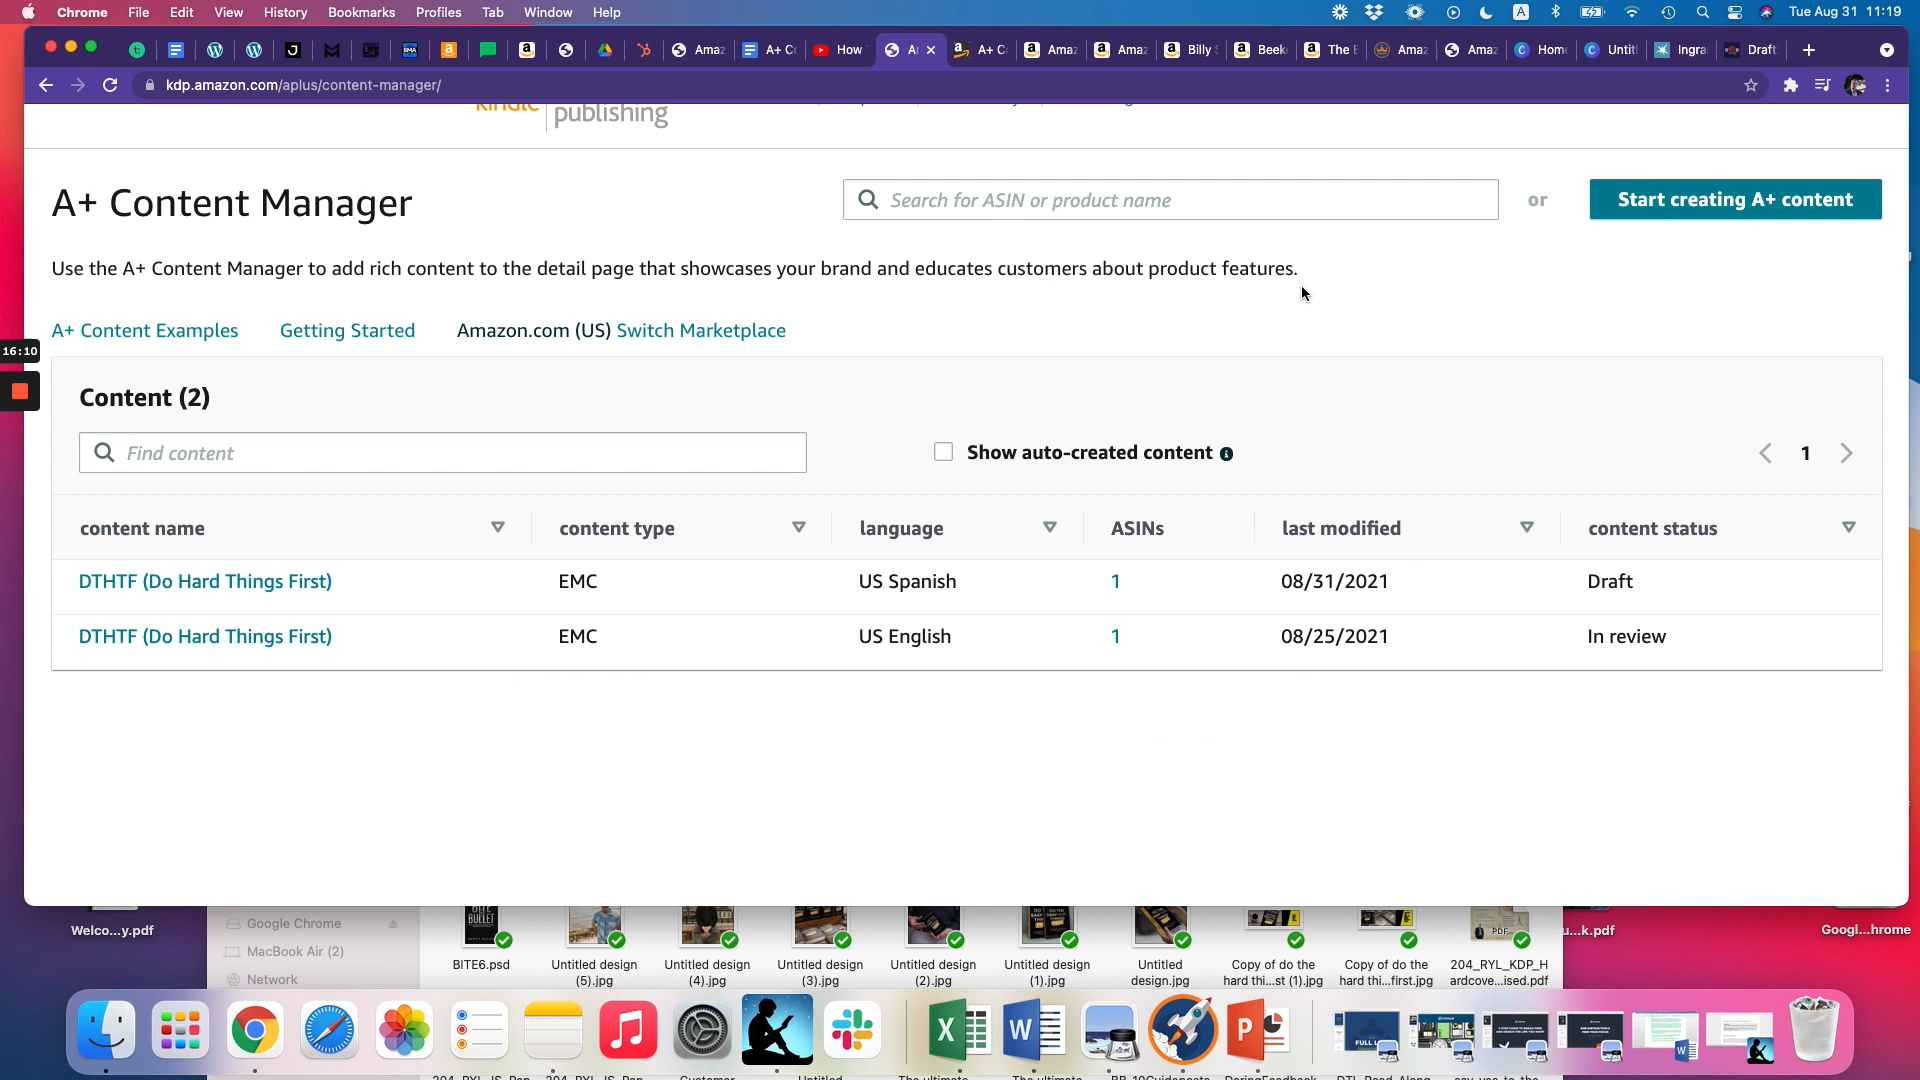 Chrome File Edit View History Bookmarks Profiles Tab Window Help Tue Aug 31 11:19
Amaz A+ Co How A A+ C Amaz Amaz Billy Beek The E Amaz Amaz Hom Untit Ingra Draft
kdp.amazon.com/aplus/content-manager/
kindle publishing
A+ Content Manager
Search for ASIN or product name
or
Start creating A+ content
Use the A+ Content Manager to add rich content to the detail page that showcases your brand and educates customers about product features.
A+ Content Examples Getting Started Amazon.com (US) Switch Marketplace
16:10
Content (2)
Find content
Show auto-created content
1
content name content type language ASINs last modified content status
DTHTF (Do Hard Things First) EMC US Spanish 1 08/31/2021 Draft
DTHTF (Do Hard Things First) EMC US English 1 08/25/2021 In review
Welco...y.pdf
Google Chrome
MacBook Air (2)
Network
BITE6.psd
Untitled design (5).jpg
Untitled design (4).jpg
Untitled design (3).jpg
Untitled design (2).jpg
Untitled design (1).jpg
Untitled design.jpg
Copy of do the hard thi...st (1).jpg
Copy of do the hard thi...first.jpg
204_RYL_KDP_H ardcove...ised.pdf
u...k.pdf
Googl...hrome